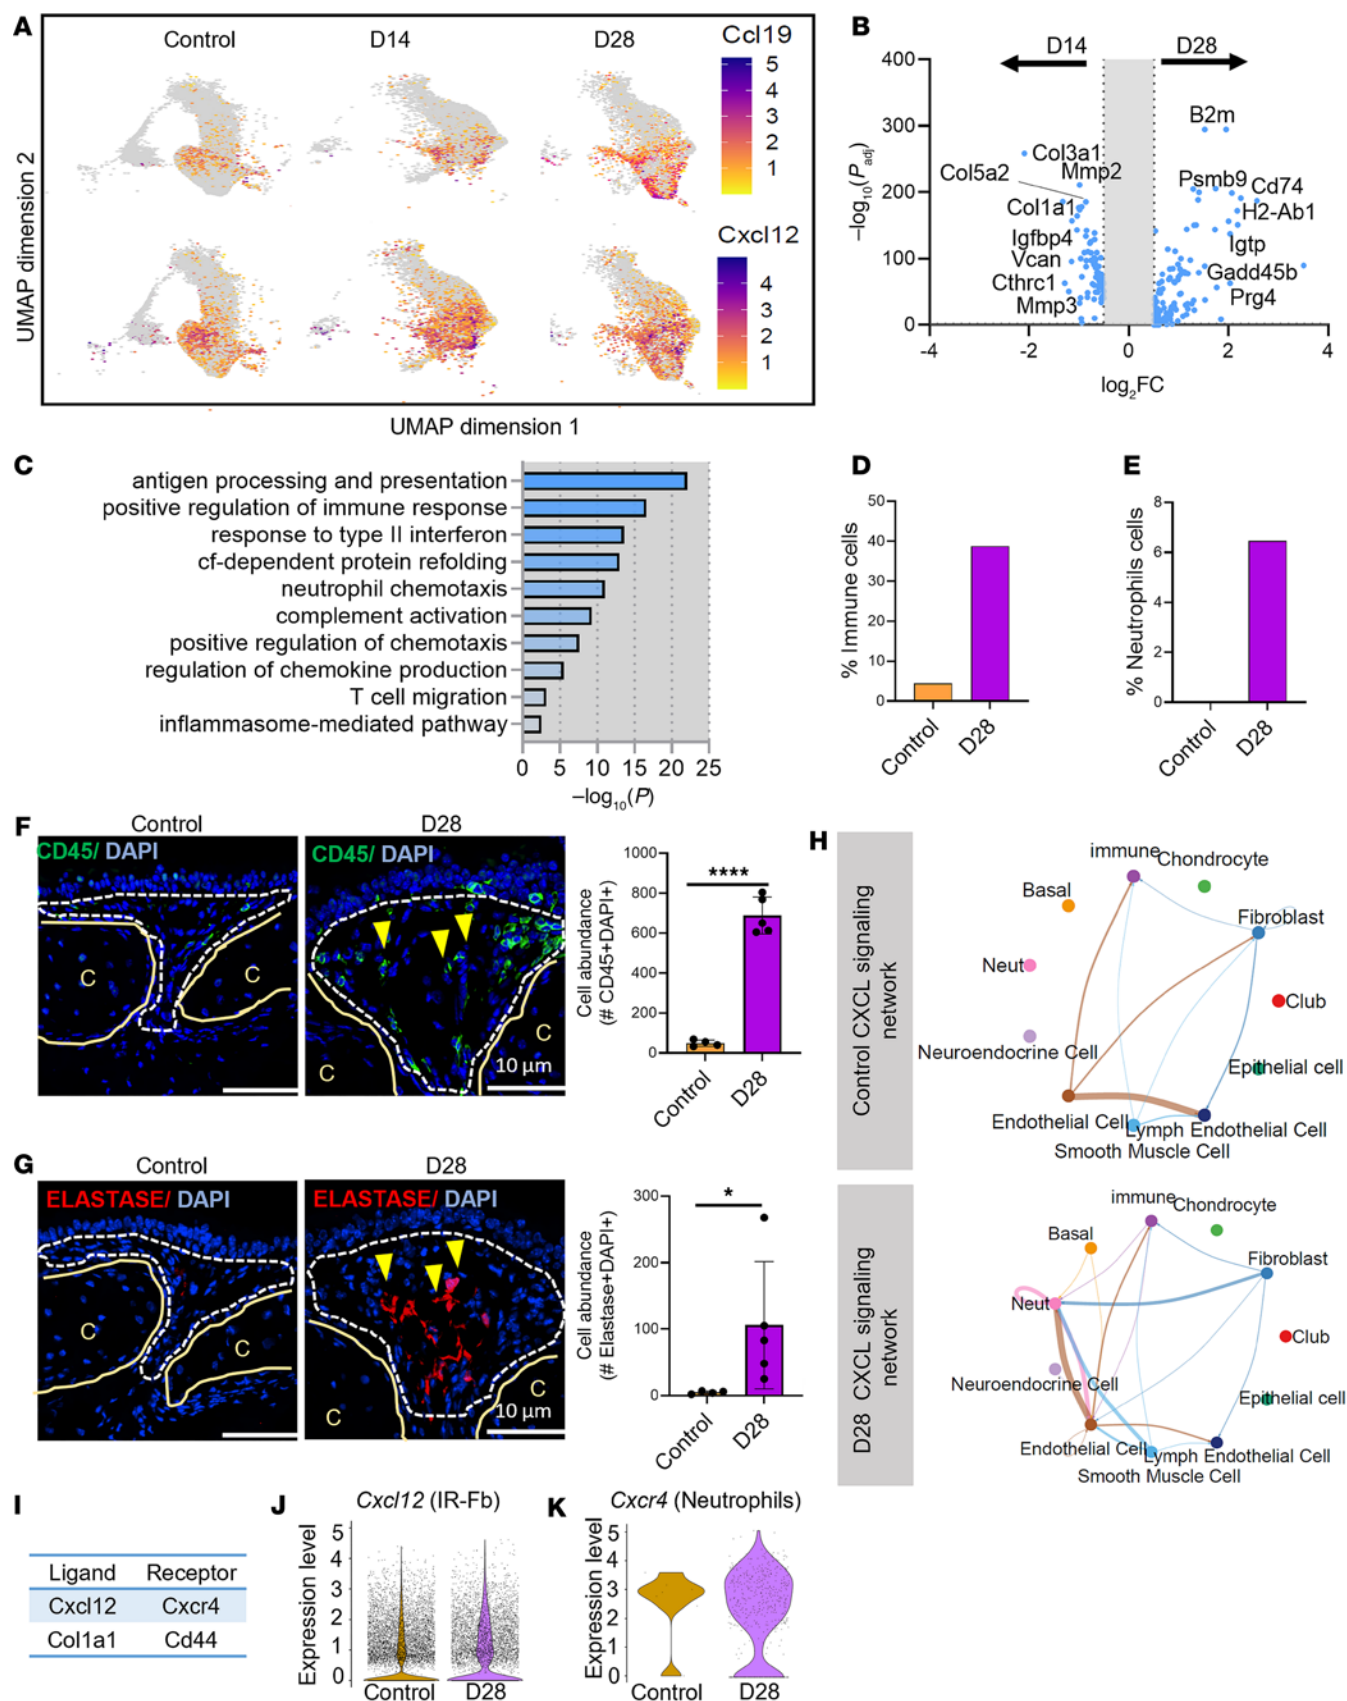 A
Control
D14
D28
Ccl19
5
4
3
2
1
Cxcl12
4
3
2
1
UMAP dimension 2
UMAP dimension 1
B
D14
D28
400
300
200
100
0
–log10(Padj)
B2m
Col3a1
Col5a2
Mmp2
Psmb9
Cd74
Col1a1
H2-Ab1
Igfbp4
Igtp
Vcan
Gadd45b
Cthrc1
Prg4
Mmp3
-4
-2
0
2
4
log2FC
C
antigen processing and presentation
positive regulation of immune response
response to type II interferon
cf-dependent protein refolding
neutrophil chemotaxis
complement activation
positive regulation of chemotaxis
regulation of chemokine production
T cell migration
inflammasome-mediated pathway
0 5 10 15 20 25
–log10(P)
D
% Immune cells
50
40
30
20
10
0
Control
D28
E
% Neutrophils cells
8
6
4
2
0
Control
D28
F
Control
D28
CD45/ DAPI
CD45/ DAPI
C
C
C
C
10 µm
Cell abundance
(# CD45+DAPI+)
1000
800
600
400
200
0
****
Control
D28
G
Control
D28
ELASTASE/ DAPI
ELASTASE/ DAPI
C
C
C
C
10 µm
Cell abundance
(# Elastase+DAPI+)
300
200
100
0
*
Control
D28
H
Control CXCL signaling
network
immune
Chondrocyte
Basal
Fibroblast
Neut
Club
Neuroendocrine Cell
Epithelial cell
Endothelial Cell
Lymph Endothelial Cell
Smooth Muscle Cell
D28 CXCL signaling
network
immune
Chondrocyte
Basal
Fibroblast
Neut
Club
Neuroendocrine Cell
Epithelial cell
Endothelial Cell
Lymph Endothelial Cell
Smooth Muscle Cell
I
Ligand Receptor
Cxcl12 Cxcr4
Col1a1 Cd44
J
Cxcl12 (IR-Fb)
Expression level
5
4
3
2
1
0
Control
D28
K
Cxcr4 (Neutrophils)
Expression level
5
4
3
2
1
0
Control
D28